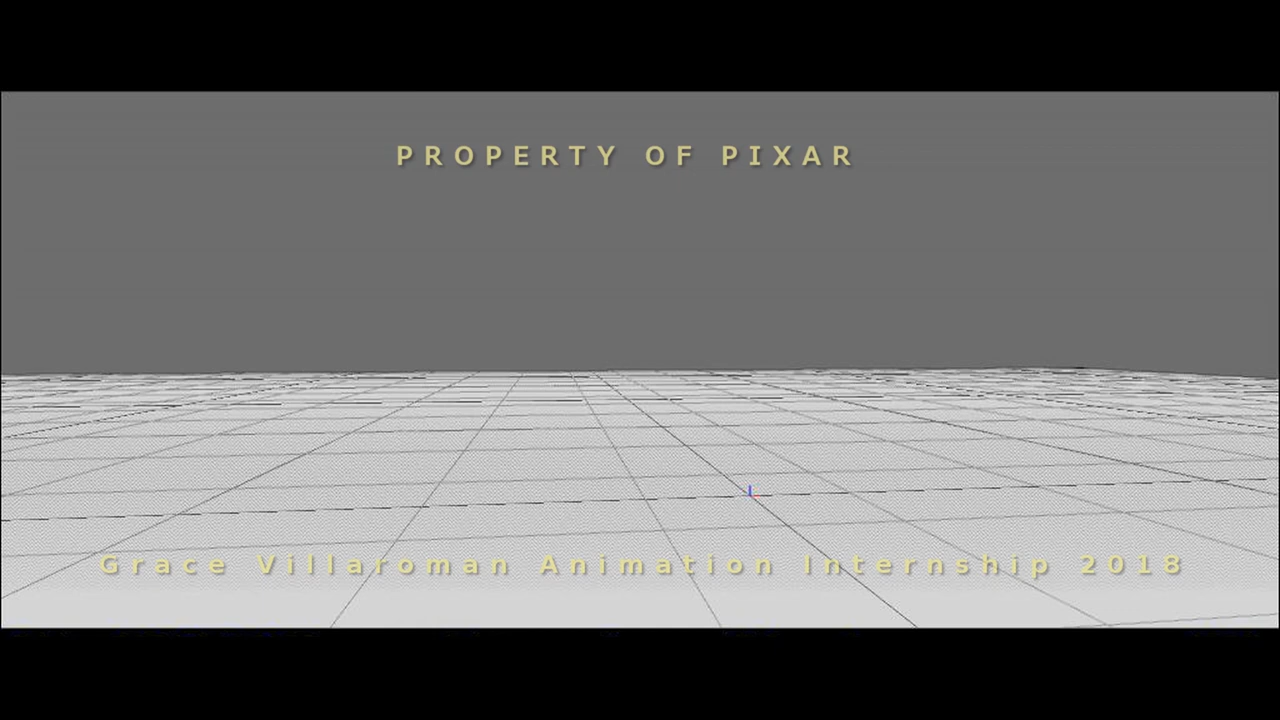 PROPERTY OF PIXAR
Grace Villaroman Animation Internship 2018